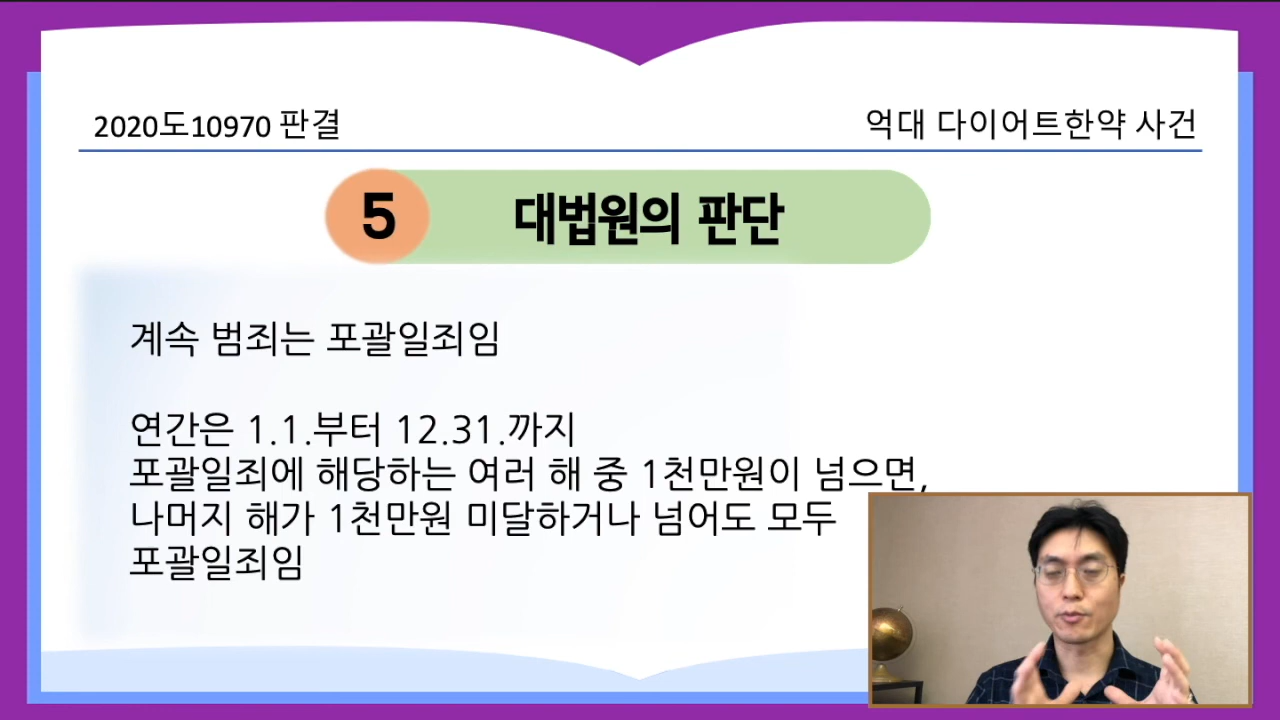 2020도10970 판결
억대 다이어트한약 사건
5 대법원의 판단
계속 범죄는 포괄일죄임
연간은 1.1.부터 12.31.까지
포괄일죄에 해당하는 여러 해 중 1천만원이 넘으면,
나머지 해가 1천만원 미달하거나 넘어도 모두
포괄일죄임